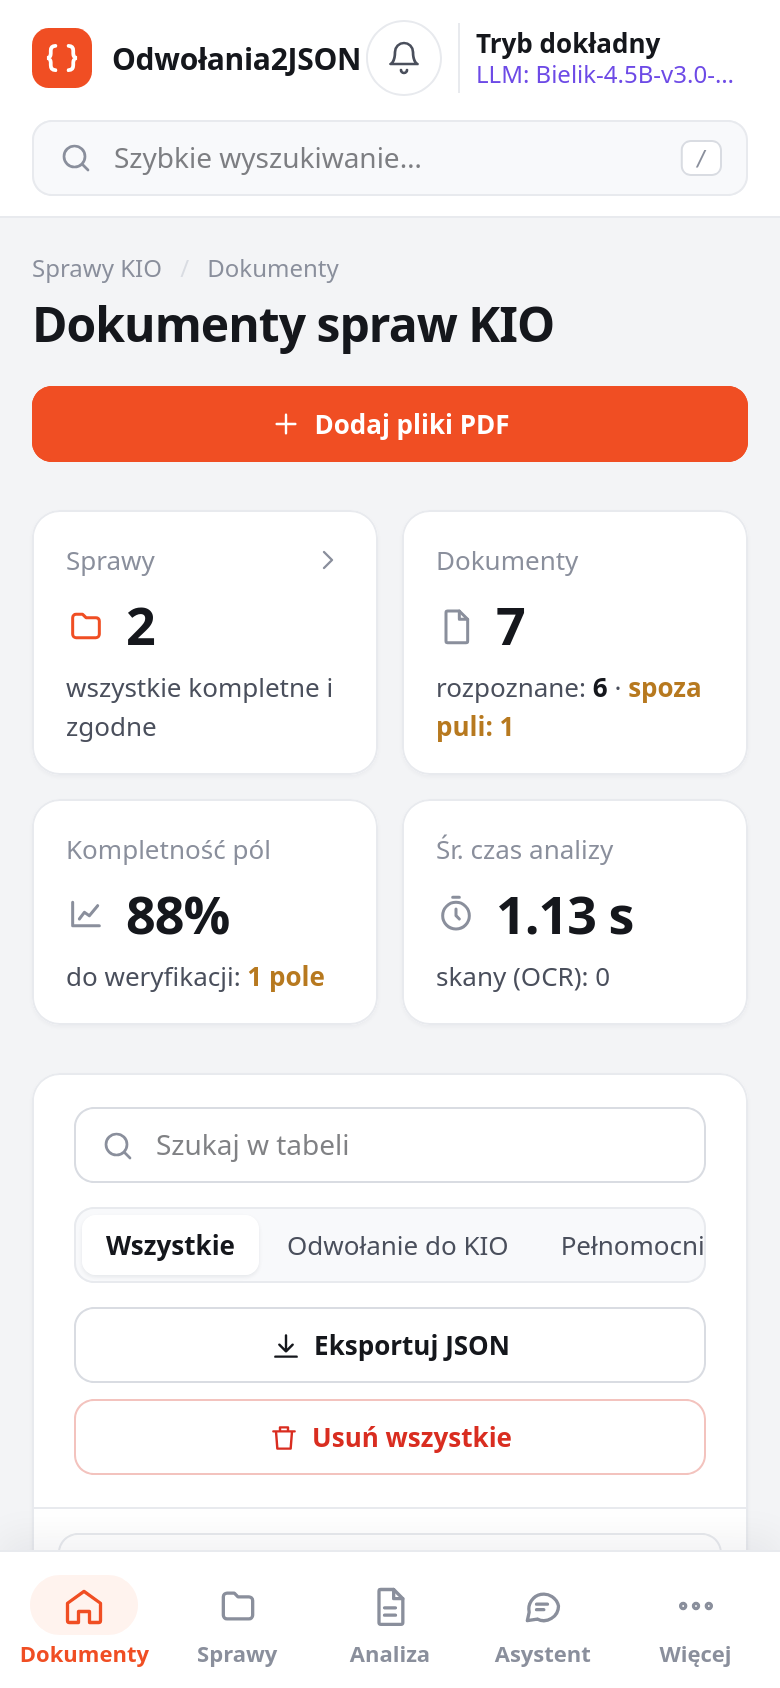 { } Odwołania2JSON
Tryb dokładny
LLM: Bielik-4.5B-v3.0-...
Szybkie wyszukiwanie... /
Sprawy KIO / Dokumenty
Dokumenty spraw KIO
+ Dodaj pliki PDF
Sprawy
2
wszystkie kompletne i
zgodne
Dokumenty
7
rozpoznane: 6 · spoza
puli: 1
Kompletność pól
88%
do weryfikacji: 1 pole
Śr. czas analizy
1.13 s
skany (OCR): 0
Szukaj w tabeli
Wszystkie Odwołanie do KIO Pełnomocni
Eksportuj JSON
Usuń wszystkie
Dokumenty Sprawy Analiza Asystent Więcej